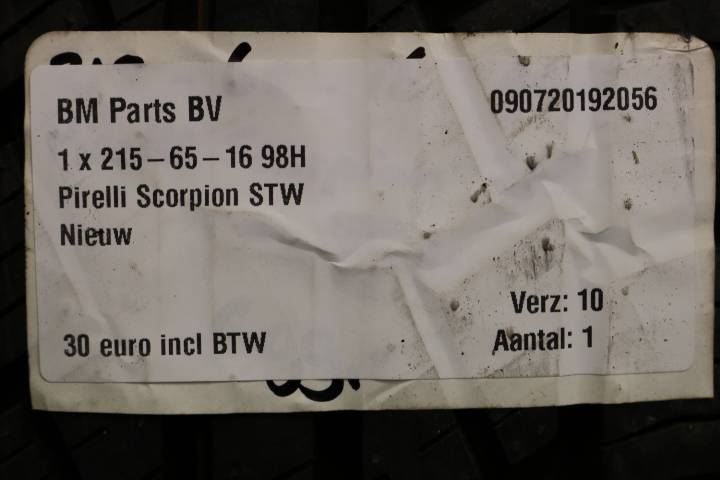 BM Parts BV
090720192056
1 x 215-65-16 98H
Pirelli Scorpion STW
Nieuw
Verz: 10
30 euro incl BTW
Aantal: 1